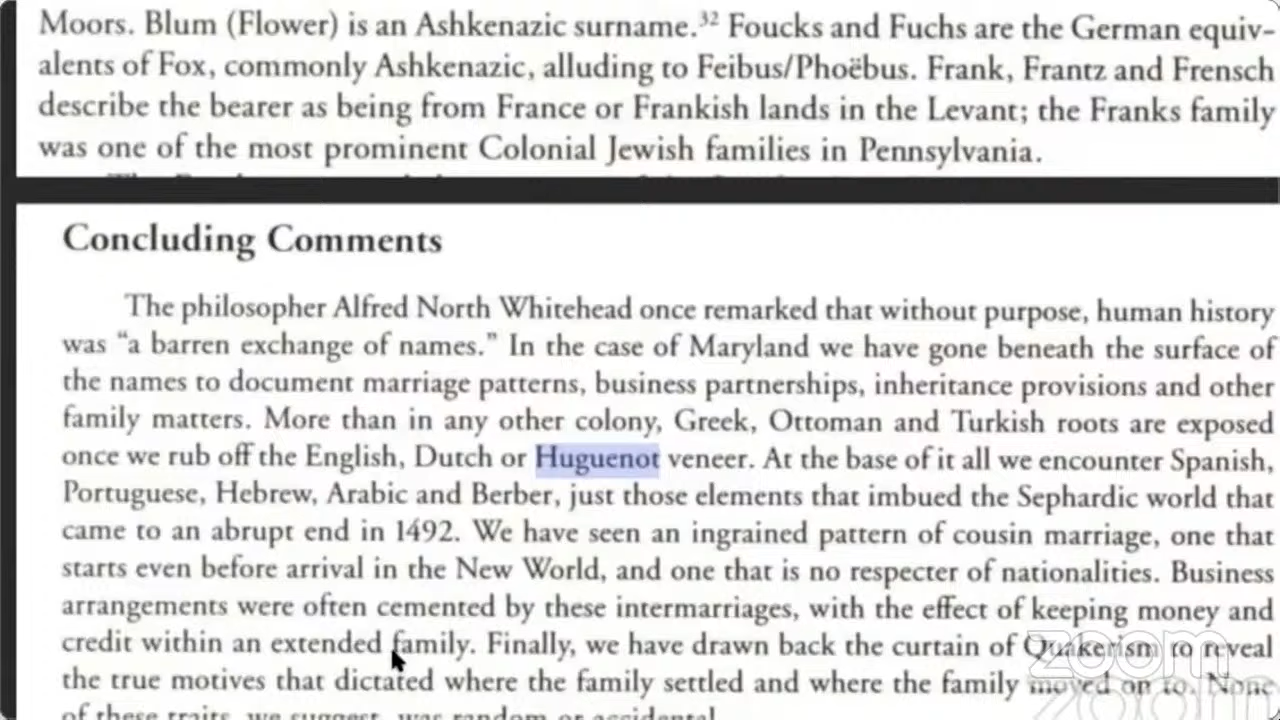 Moors. Blum (Flower) is an Ashkenazic surname.³² Foucks and Fuchs are the German equiv-
alents of Fox, commonly Ashkenazic, alluding to Feibus/Phoëbus. Frank, Frantz and Frensch
describe the bearer as being from France or Frankish lands in the Levant; the Franks family
was one of the most prominent Colonial Jewish families in Pennsylvania.
Concluding Comments
The philosopher Alfred North Whitehead once remarked that without purpose, human history
was “a barren exchange of names.” In the case of Maryland we have gone beneath the surface of
the names to document marriage patterns, business partnerships, inheritance provisions and other
family matters. More than in any other colony, Greek, Ottoman and Turkish roots are exposed
once we rub off the English, Dutch or Huguenot veneer. At the base of it all we encounter Spanish,
Portuguese, Hebrew, Arabic and Berber, just those elements that imbued the Sephardic world that
came to an abrupt end in 1492. We have seen an ingrained pattern of cousin marriage, one that
starts even before arrival in the New World, and one that is no respecter of nationalities. Business
arrangements were often cemented by these intermarriages, with the effect of keeping money and
credit within an extended family. Finally, we have drawn back the curtain of Quakerism to reveal
the true motives that dictated where the family settled and where the family moved on to. None
of these traits, we suggest, was random or accidental.
zoom
zoom